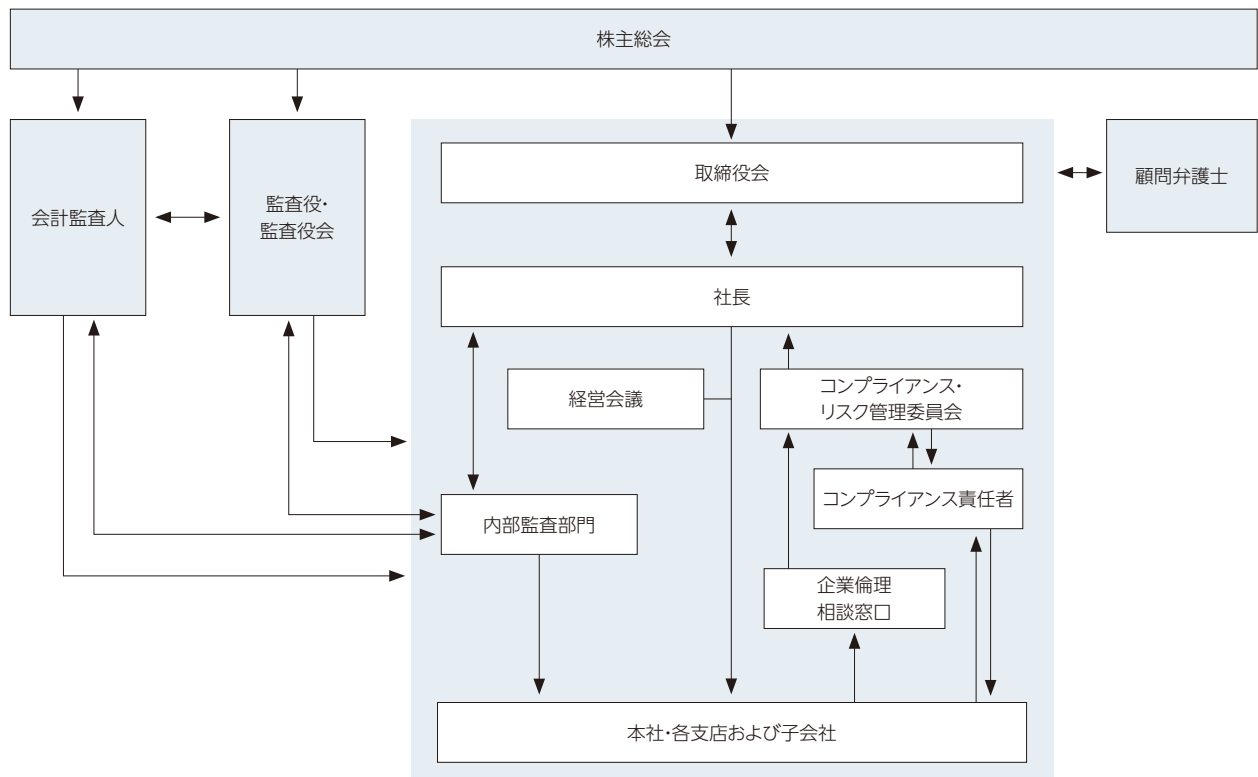 株主総会
会計監査人
監査役・
監査役会
取締役会
顧問弁護士
社長
経営会議
コンプライアンス・
リスク管理委員会
コンプライアンス責任者
内部監査部門
企業倫理
相談窓口
本社・各支店および子会社